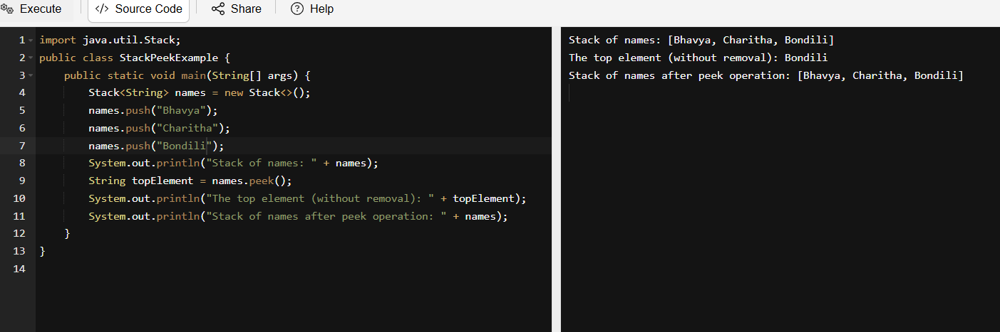 Execute </> Source Code Share ? Help
1 import java.util.Stack;
2 public class StackPeekExample {
3     public static void main(String[] args) {
4         Stack<String> names = new Stack<>();
5         names.push("Bhavya");
6         names.push("Charitha");
7         names.push("Bondili");
8         System.out.println("Stack of names: " + names);
9         String topElement = names.peek();
10         System.out.println("The top element (without removal): " + topElement);
11         System.out.println("Stack of names after peek operation: " + names);
12     }
13 }
14
Stack of names: [Bhavya, Charitha, Bondili]
The top element (without removal): Bondili
Stack of names after peek operation: [Bhavya, Charitha, Bondili]